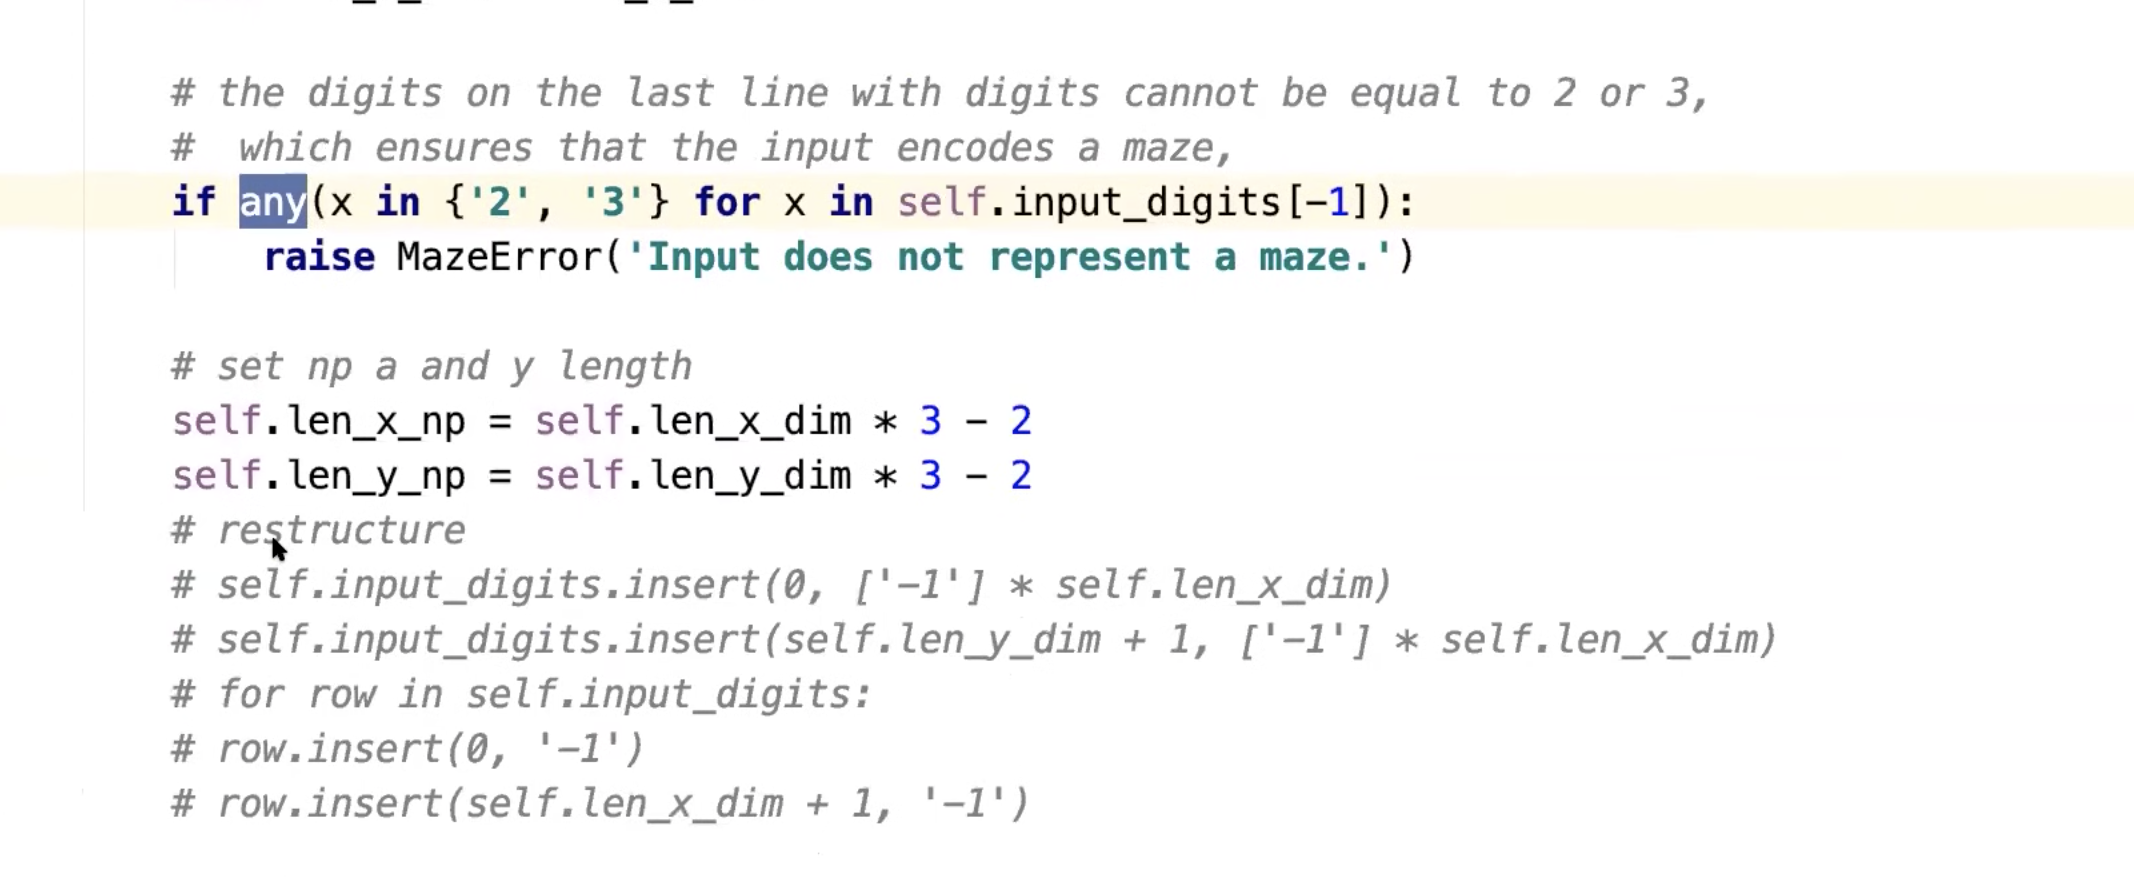 # the digits on the last line with digits cannot be equal to 2 or 3,
#  which ensures that the input encodes a maze,
if any(x in {'2', '3'} for x in self.input_digits[-1]):
    raise MazeError('Input does not represent a maze.')
# set np a and y length
self.len_x_np = self.len_x_dim * 3 - 2
self.len_y_np = self.len_y_dim * 3 - 2
# restructure
# self.input_digits.insert(0, ['-1'] * self.len_x_dim)
# self.input_digits.insert(self.len_y_dim + 1, ['-1'] * self.len_x_dim)
# for row in self.input_digits:
# row.insert(0, '-1')
# row.insert(self.len_x_dim + 1, '-1')